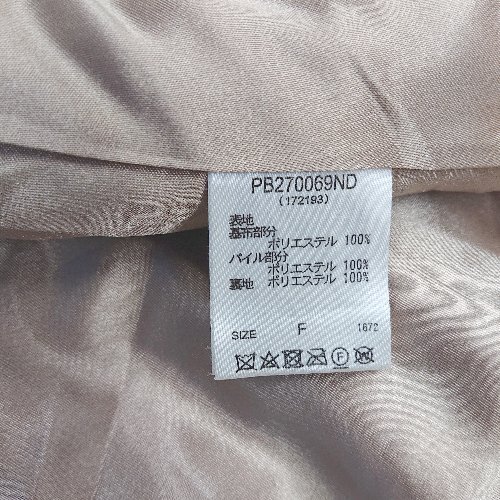 PB270069ND
(172193)
表地
基布部分
ポリエステル 100%
パイル部分
ポリエステル 100%
裏地 ポリエステル 100%
SIZE F 1672